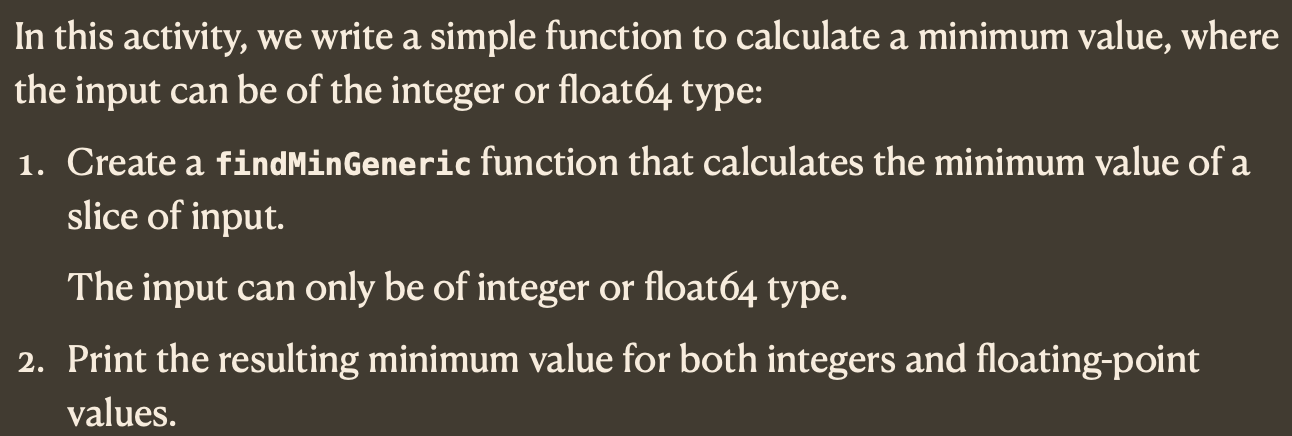 In this activity, we write a simple function to calculate a minimum value, where
the input can be of the integer or float64 type:
1. Create a findMinGeneric function that calculates the minimum value of a
slice of input.
The input can only be of integer or float64 type.
2. Print the resulting minimum value for both integers and floating-point
values.